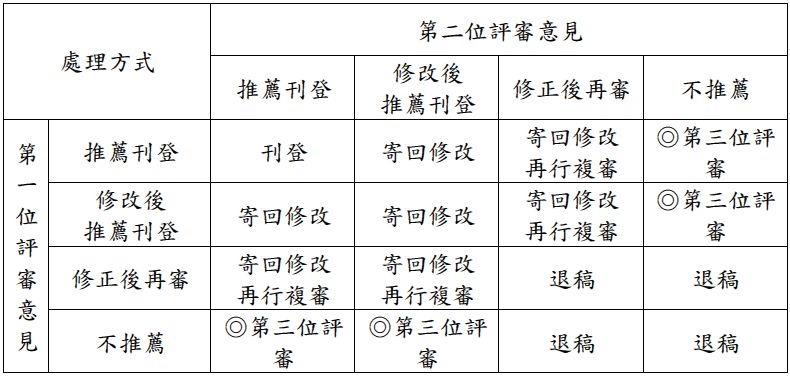 處理方式
第二位評審意見
推薦刊登
修改後
推薦刊登
修正後再審
不推薦
第一位評審意見
推薦刊登
刊登
寄回修改
寄回修改
再行複審
◎第三位評
審
修改後
推薦刊登
寄回修改
寄回修改
寄回修改
再行複審
◎第三位評
審
修正後再審
寄回修改
再行複審
寄回修改
再行複審
退稿
退稿
不推薦
◎第三位評
審
◎第三位評
審
退稿
退稿